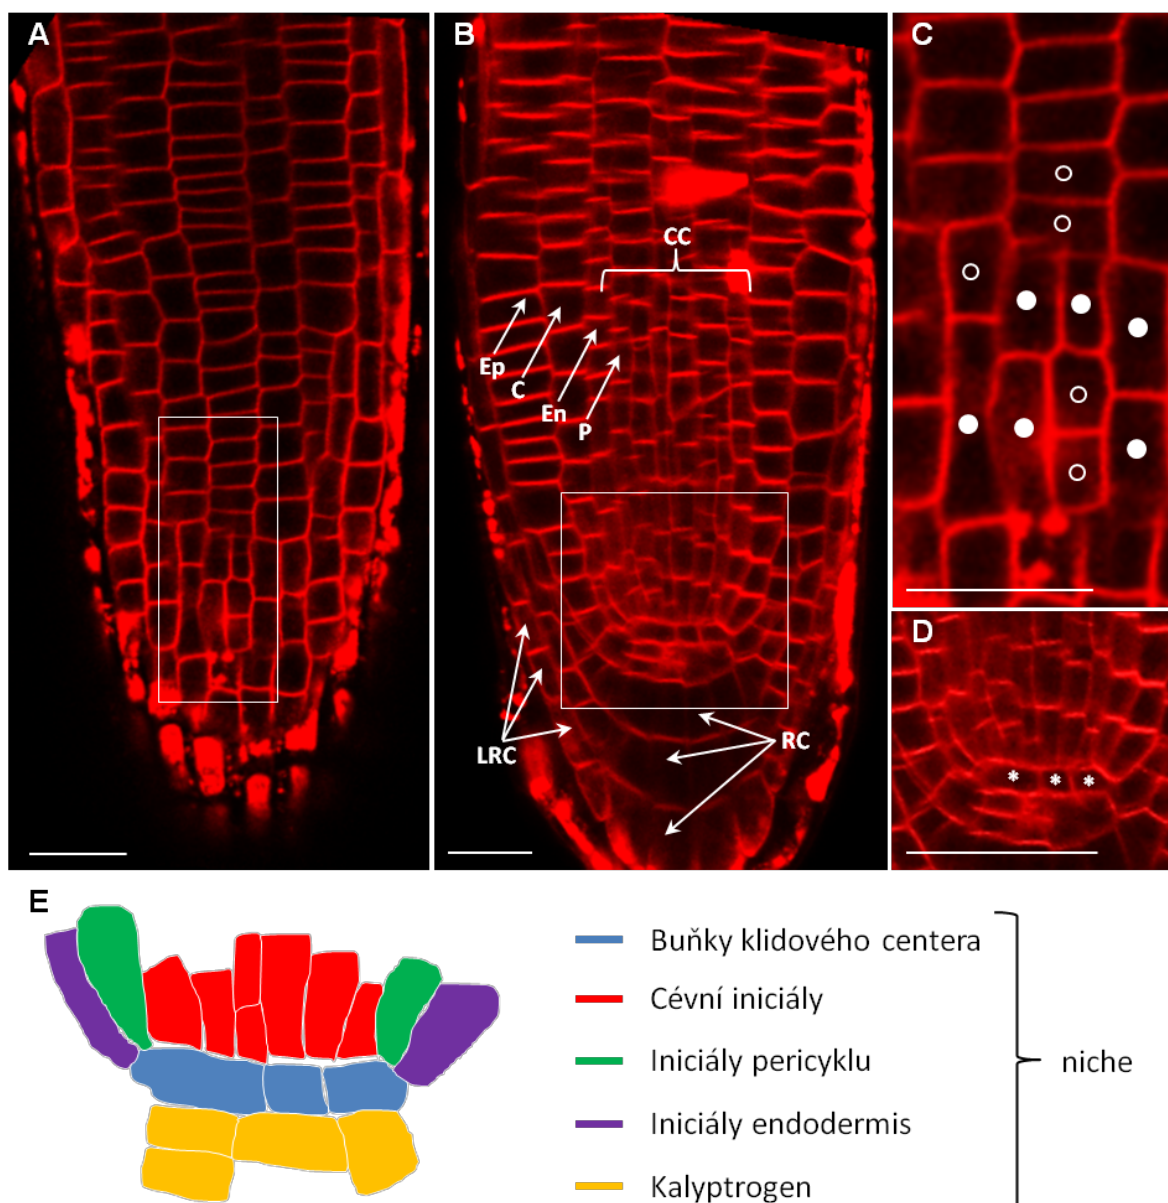 A
B
C
CC
Ep
C
En
P
LRC
RC
D
* * *
E
Buňky klidového centera
Cévní iniciály
Iniciály pericyklu
Iniciály endodermis
Kalyptrogen
niche